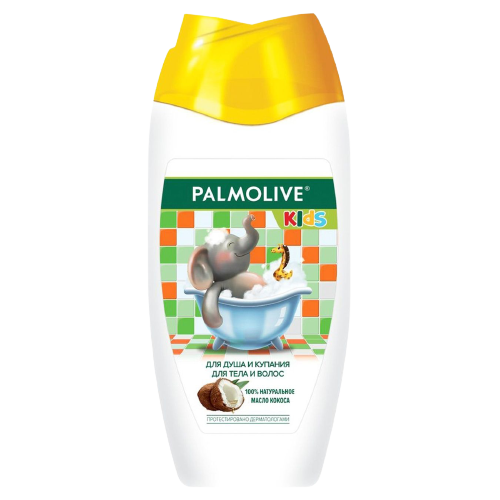 PALMOLIVE®
KIDS
ДЛЯ ДУША И КУПАНИЯ
ДЛЯ ТЕЛА И ВОЛОС
100% НАТУРАЛЬНОЕ
МАСЛО КОКОСА
ПРОТЕСТИРОВАНО ДЕРМАТОЛОГАМИ